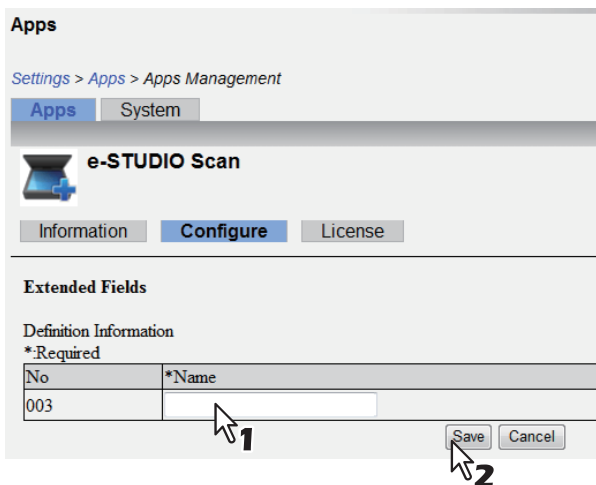 Apps
Settings > Apps > Apps Management
Apps System
e-STUDIO Scan
Information Configure License
Extended Fields
Definition Information
*:Required
No *Name
003
1
Save Cancel
2